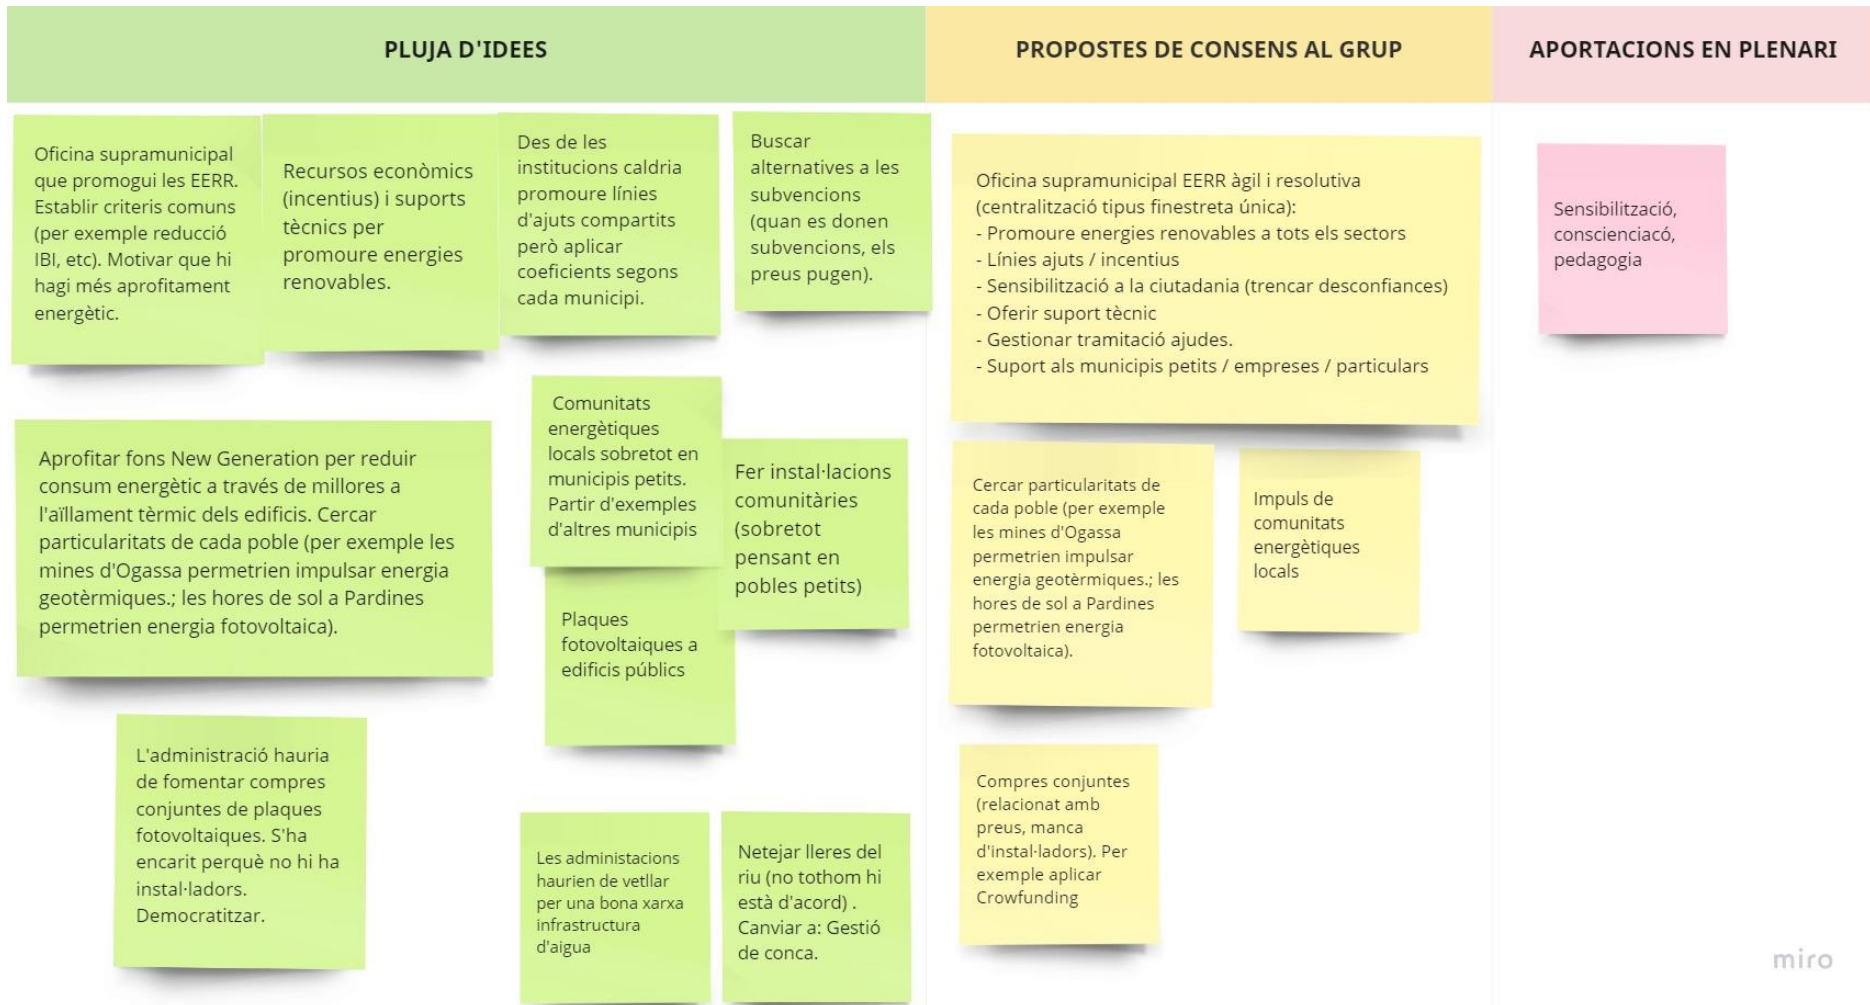 PLUJA D'IDEES
PROPOSTES DE CONSENS AL GRUP
APORTACIONS EN PLENARI
Oficina supramunicipal
que promogui les EERR.
Establir criteris comuns
(per exemple reducció
IBI, etc). Motivar que hi
hagi més aprofitament
energètic.
Recursos econòmics
(incentius) i suports
tècnics per
promoure energies
renovables.
Des de les
institucions caldria
promoure línies
d'ajuts compartits
però aplicar
coeficients segons
cada municipi.
Buscar
alternatives a les
subvencions
(quan es donen
subvencions, els
preus pugen).
Aprofitar fons New Generation per reduir
consum energètic a través de millores a
l'aïllament tèrmic dels edificis. Cercar
particularitats de cada poble (per exemple les
mines d'Ogassa permetrien impulsar energia
geotèrmiques.; les hores de sol a Pardines
permetrien energia fotovoltaica).
Comunitats
energètiques
locals sobretot en
municipis petits.
Partir d'exemples
d'altres municipis
Fer instal·lacions
comunitàries
(sobretot
pensant en
pobles petits)
Plaques
fotovoltaiques a
edificis públics
L'administració hauria
de fomentar compres
conjuntes de plaques
fotovoltaiques. S'ha
encarit perquè no hi ha
instal·ladors.
Democratitzar.
Les administacions
haurien de vetllar
per una bona xarxa
infrastructura
d'aigua
Netejar lleres del
riu (no tothom hi
està d'acord) .
Canviar a: Gestió
de conca.
Oficina supramunicipal EERR àgil i resolutiva
(centralització tipus finestreta única):
- Promoure energies renovables a tots els sectors
- Línies ajuts / incentius
- Sensibilització a la ciutadania (trencar desconfiances)
- Oferir suport tècnic
- Gestionar tramitació ajudes.
- Suport als municipis petits / empreses / particulars
Cercar particularitats de
cada poble (per exemple
les mines d'Ogassa
permetrien impulsar
energia geotèrmiques.; les
hores de sol a Pardines
permetrien energia
fotovoltaica).
Impuls de
comunitats
energètiques
locals
Compres conjuntes
(relacionat amb
preus, manca
d'instal·ladors). Per
exemple aplicar
Crowfunding
Sensibilització,
conscienciació,
pedagogia
miro